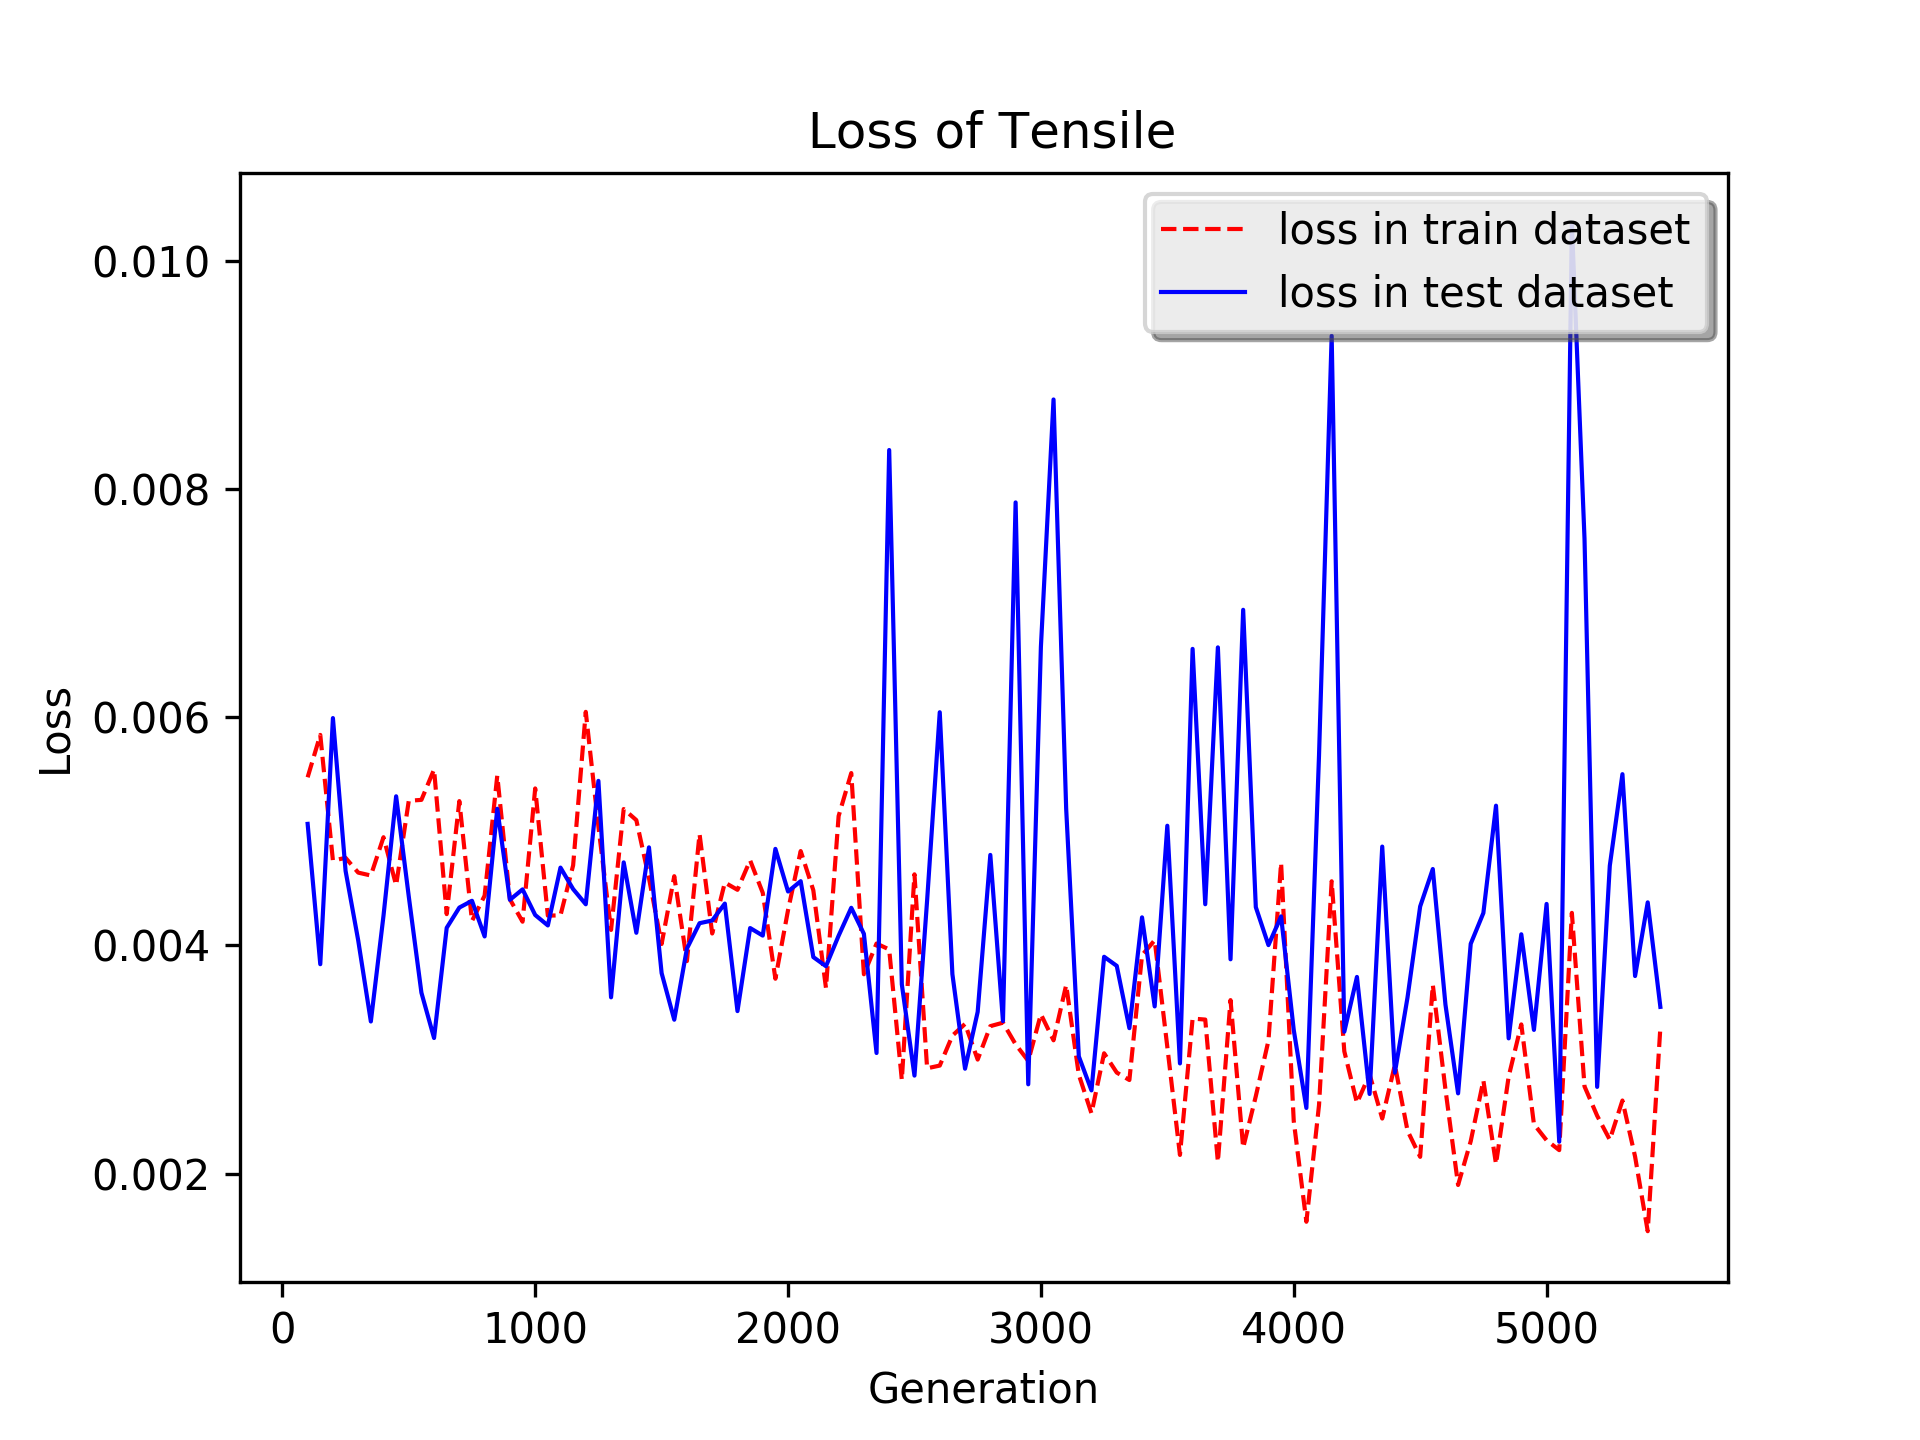 Loss of Tensile
loss in train dataset
loss in test dataset
0.010
0.008
0.006
0.004
0.002
Loss
0 1000 2000 3000 4000 5000
Generation